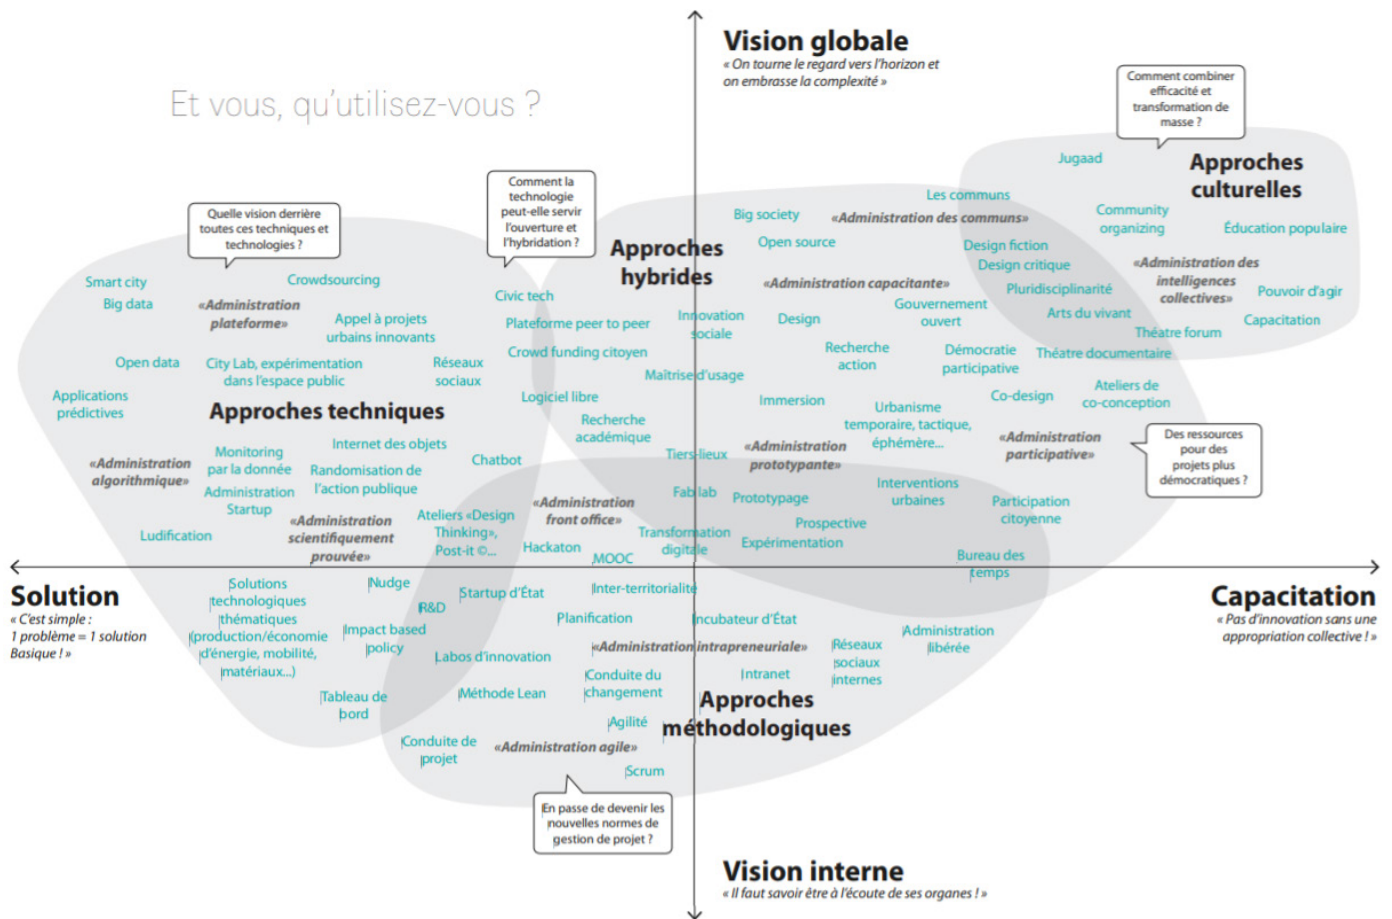 Vision globale
« On tourne le regard vers l'horizon et
on embrasse la complexité »
Et vous, qu'utilisez-vous ?
Comment combiner
efficacité et
transformation de
masse ?
Approches
culturelles
Jugaad
Les communs
Community
organizing
Éducation populaire
«Administration des
intelligences
collectives»
Pouvoir d'agir
Capacitation
Design fiction
Design critique
Pluridisciplinarité
Arts du vivant
Théatre forum
Théatre documentaire
Comment la
technologie
peut-elle servir
l'ouverture et
l'hybridation ?
Approches
hybrides
Big society
«Administration des communs»
Open source
«Administration capacitante»
Civic tech
Plateforme peer to peer
Innovation
sociale
Design
Gouvernement
ouvert
Crowd funding citoyen
Recherche
action
Démocratie
participative
Maîtrise d'usage
Logiciel libre
Immersion
Co-design
Ateliers de
co-conception
Recherche
académique
Urbanisme
temporaire, tactique,
éphémère...
Tiers-lieux
«Administration
prototypante»
«Administration
participative»
Des ressources
pour des
projets plus
démocratiques ?
Fab lab
Prototypage
Interventions
urbaines
Participation
citoyenne
Prospective
Expérimentation
Transformation
digitale
Bureau des
temps
Quelle vision derrière
toutes ces techniques et
technologies ?
Smart city
Crowdsourcing
Big data
«Administration
plateforme»
Appel à projets
urbains innovants
Open data
City Lab, expérimentation
dans l'espace public
Réseaux
sociaux
Applications
prédictives
Approches techniques
Internet des objets
«Administration
algorithmique»
Monitoring
par la donnée
Randomisation de
l'action publique
Chatbot
Administration
Startup
Ludification
«Administration
scientifiquement
prouvée»
Ateliers «Design
Thinking»,
Post-it ©...
«Administration
front office»
Hackaton
MOOC
Solution
« C'est simple :
1 problème = 1 solution
Basique ! »
Capacitation
« Pas d'innovation sans une
appropriation collective ! »
Solutions
technologiques
thématiques
(production/économie
d'énergie, mobilité,
matériaux...)
Nudge
R&D
Startup d'État
Inter-territorialité
Impact based
policy
Planification
Incubateur d'État
Administration
libérée
Labos d'innovation
«Administration intrapreneuriale»
Réseaux
sociaux
internes
Intranet
Tableau de
bord
Méthode Lean
Conduite du
changement
Approches
méthodologiques
Agilité
Conduite de
projet
«Administration agile»
Scrum
En passe de devenir les
nouvelles normes de
gestion de projet ?
Vision interne
« Il faut savoir être à l'écoute de ses organes ! »